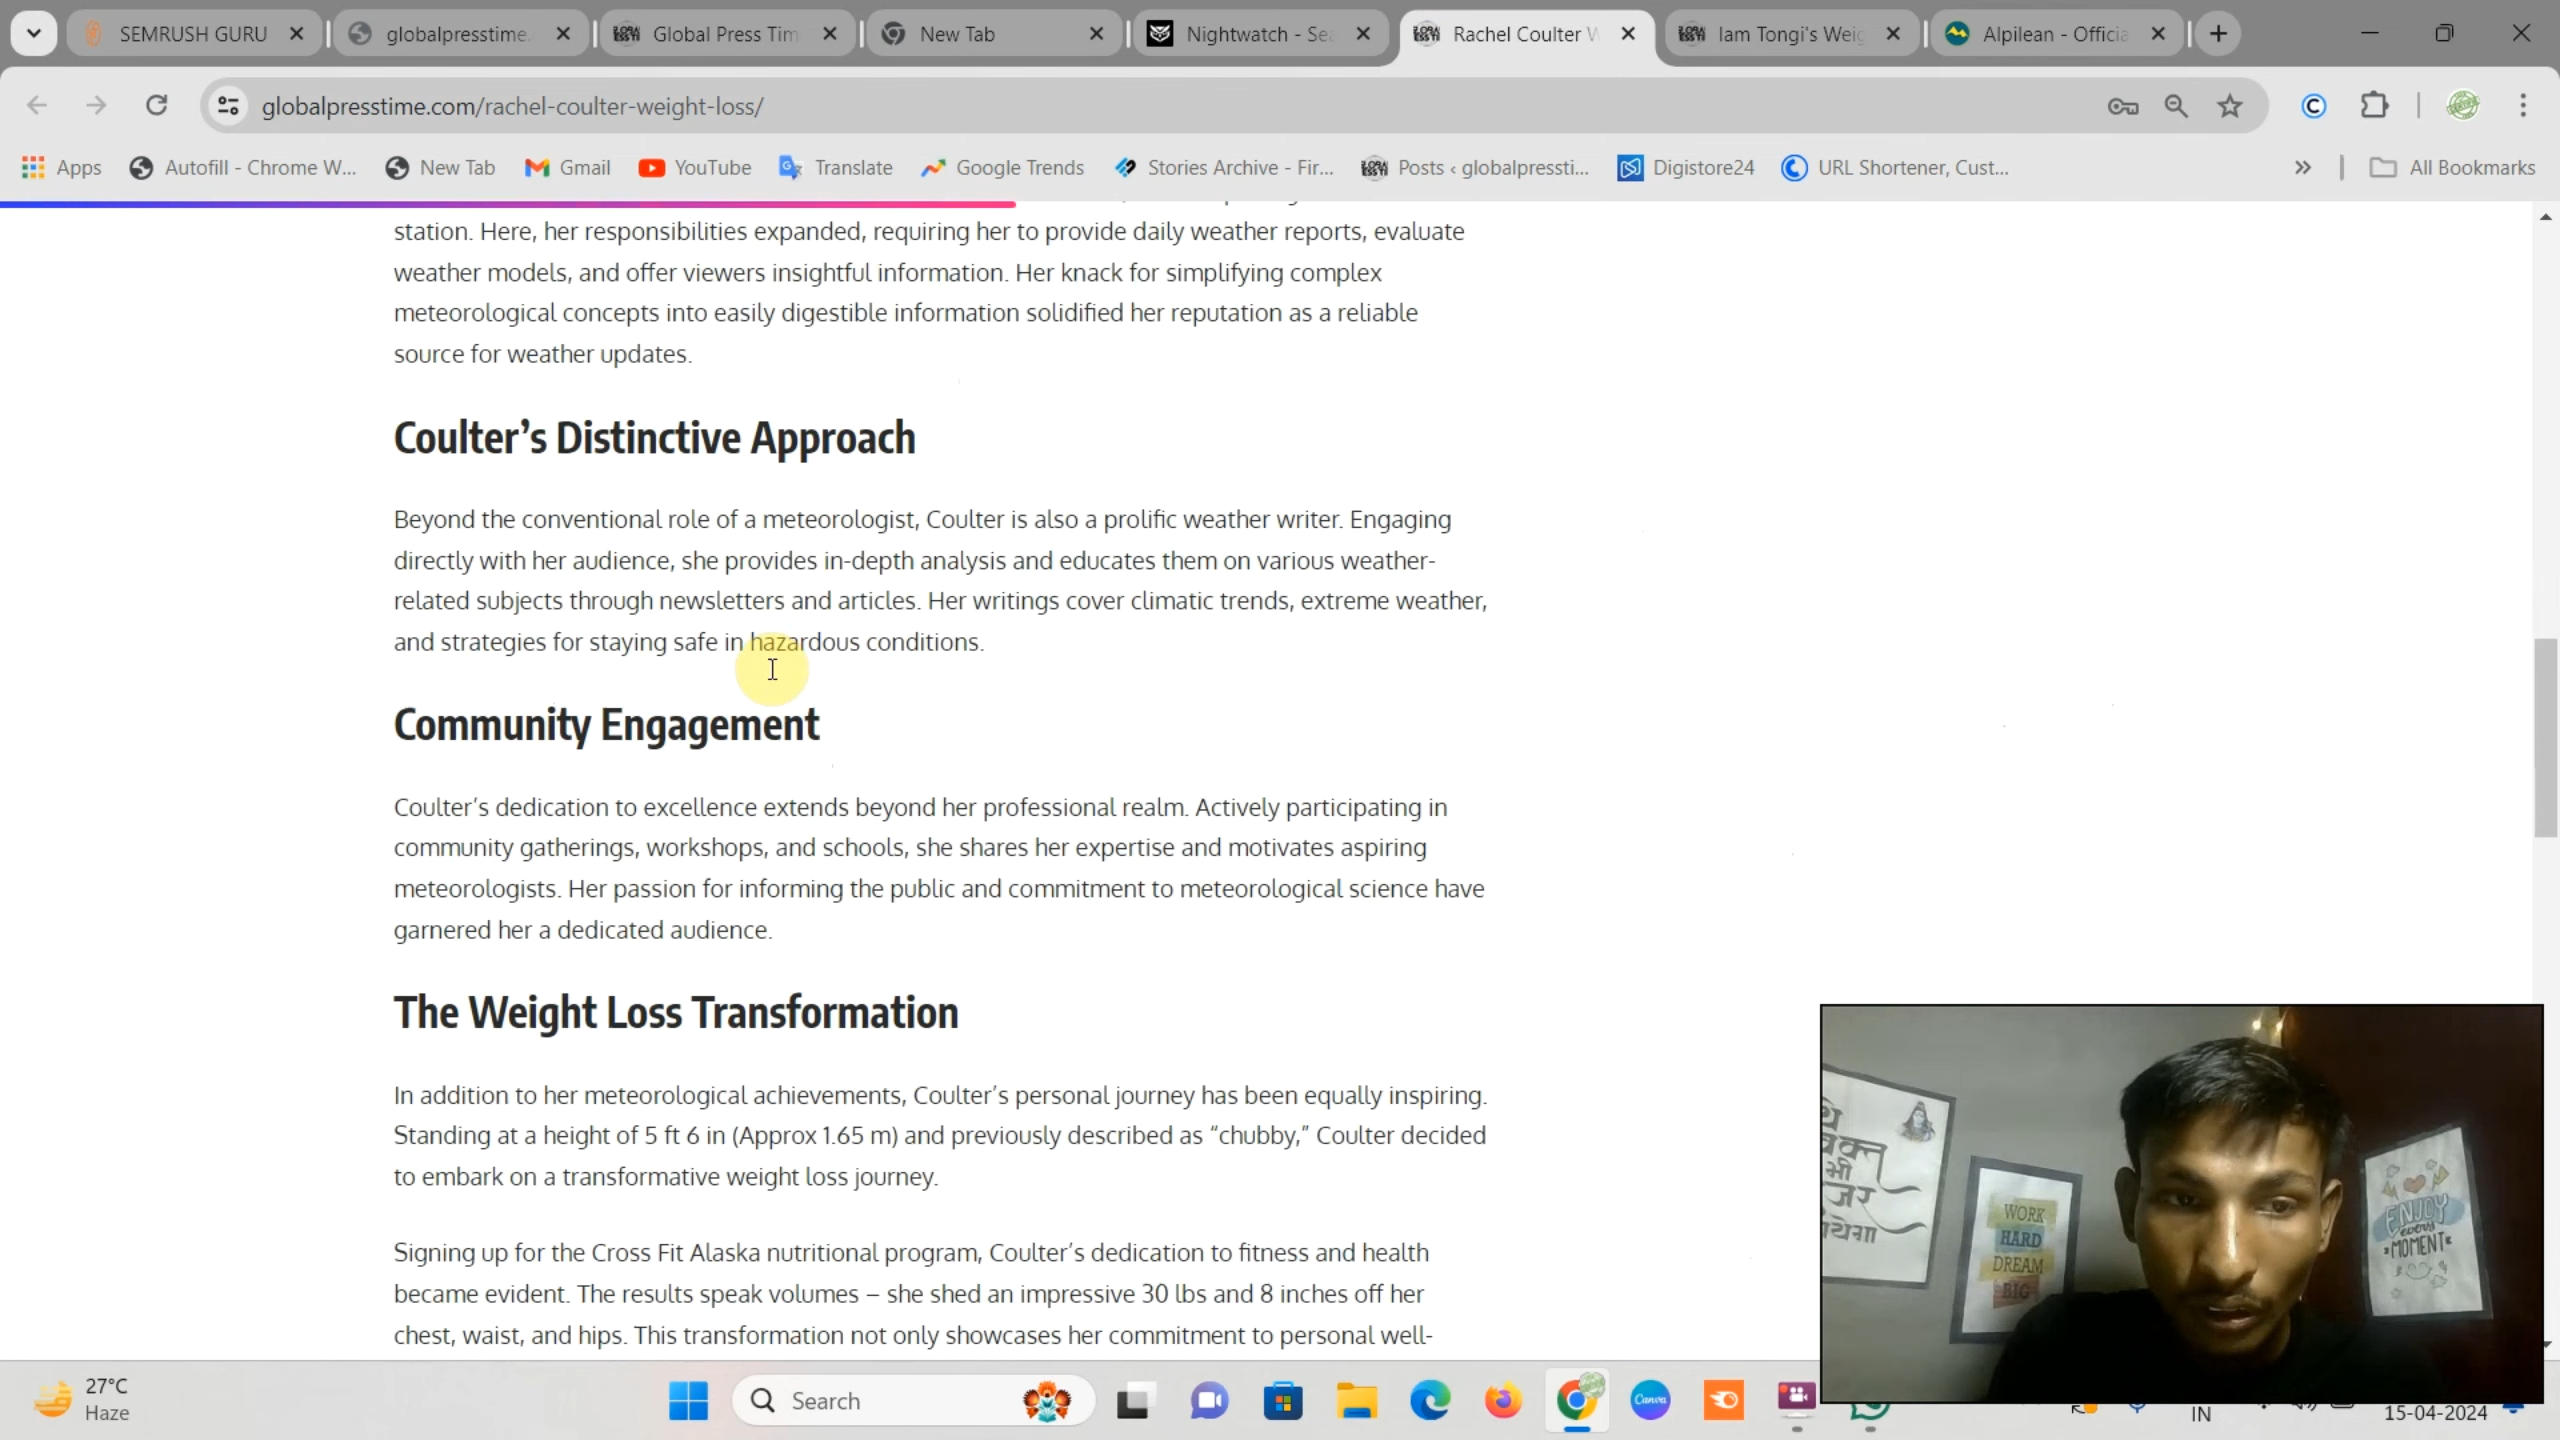 SEMRUSH GURU
globalpresstime.
Global Press Tim
New Tab
Nightwatch - Se
Rachel Coulter W
Iam Tongi's Weig
Alpilean - Officia
globalpresstime.com/rachel-coulter-weight-loss/
Apps
Autofill - Chrome W...
New Tab
Gmail
YouTube
Translate
Google Trends
Stories Archive - Fir...
Posts ‹ globalpressti...
Digistore24
URL Shortener, Cust...
All Bookmarks
station. Here, her responsibilities expanded, requiring her to provide daily weather reports, evaluate
weather models, and offer viewers insightful information. Her knack for simplifying complex
meteorological concepts into easily digestible information solidified her reputation as a reliable
source for weather updates.
Coulter’s Distinctive Approach
Beyond the conventional role of a meteorologist, Coulter is also a prolific weather writer. Engaging
directly with her audience, she provides in-depth analysis and educates them on various weather-
related subjects through newsletters and articles. Her writings cover climatic trends, extreme weather,
and strategies for staying safe in hazardous conditions.
Community Engagement
Coulter’s dedication to excellence extends beyond her professional realm. Actively participating in
community gatherings, workshops, and schools, she shares her expertise and motivates aspiring
meteorologists. Her passion for informing the public and commitment to meteorological science have
garnered her a dedicated audience.
The Weight Loss Transformation
In addition to her meteorological achievements, Coulter’s personal journey has been equally inspiring.
Standing at a height of 5 ft 6 in (Approx 1.65 m) and previously described as “chubby,” Coulter decided
to embark on a transformative weight loss journey.
Signing up for the Cross Fit Alaska nutritional program, Coulter’s dedication to fitness and health
became evident. The results speak volumes – she shed an impressive 30 lbs and 8 inches off her
chest, waist, and hips. This transformation not only showcases her commitment to personal well-
भी
WORK
HARD
DREAM
BIG
ENJOY
every
MOMENT
27°C
Haze
Search
Canva
IN
15-04-2024